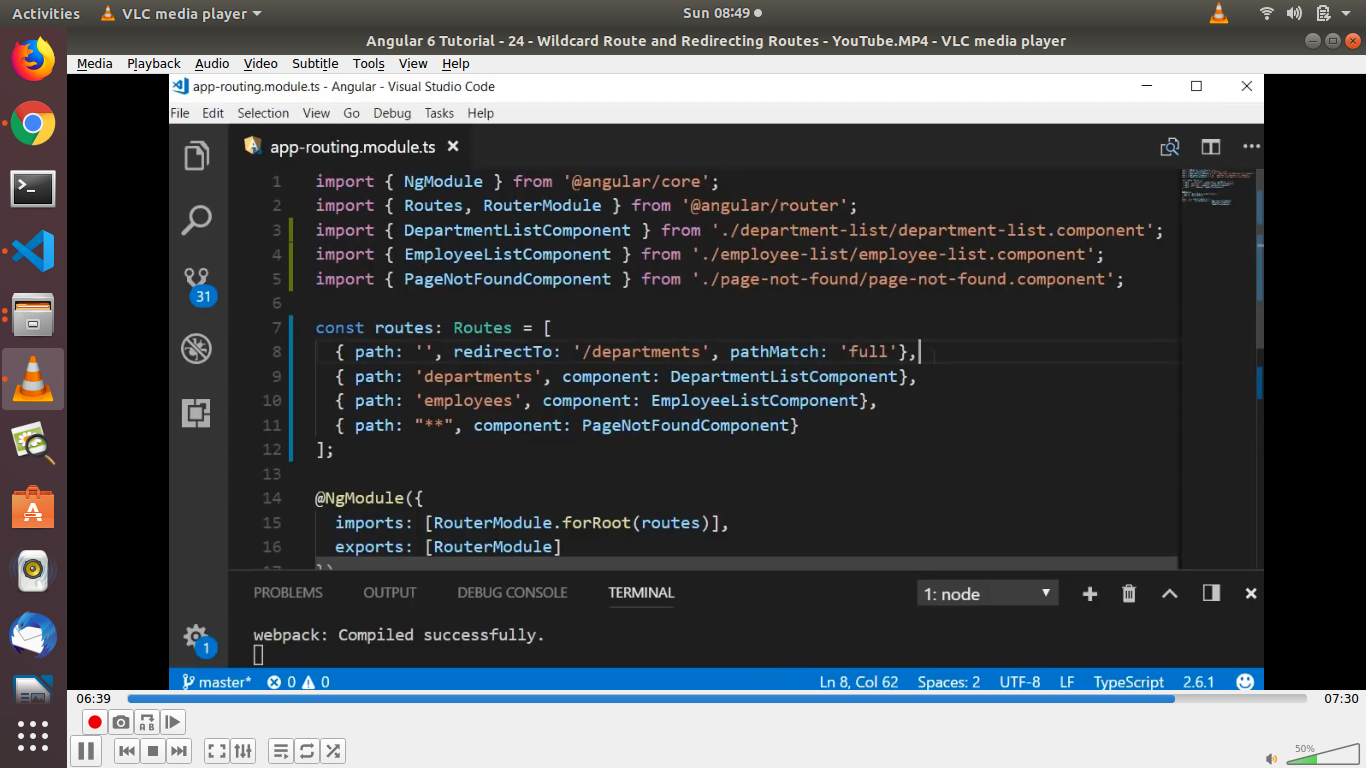 Activities VLC media player Sun 08:49
Angular 6 Tutorial - 24 - Wildcard Route and Redirecting Routes - YouTube.MP4 - VLC media player
Media Playback Audio Video Subtitle Tools View Help
app-routing.module.ts - Angular - Visual Studio Code
File Edit Selection View Go Debug Tasks Help
app-routing.module.ts
1 import { NgModule } from '@angular/core';
2 import { Routes, RouterModule } from '@angular/router';
3 import { DepartmentListComponent } from './department-list/department-list.component';
4 import { EmployeeListComponent } from './employee-list/employee-list.component';
5 import { PageNotFoundComponent } from './page-not-found/page-not-found.component';
6
7 const routes: Routes = [
8 { path: '', redirectTo: '/departments', pathMatch: 'full'},
9 { path: 'departments', component: DepartmentListComponent},
10 { path: 'employees', component: EmployeeListComponent},
11 { path: "**", component: PageNotFoundComponent}
12 ];
13
14 @NgModule({
15 imports: [RouterModule.forRoot(routes)],
16 exports: [RouterModule]
17 })
31
PROBLEMS OUTPUT DEBUG CONSOLE TERMINAL 1: node
webpack: Compiled successfully.
1
master* 0 0 Ln 8, Col 62 Spaces: 2 UTF-8 LF TypeScript 2.6.1
06:39 07:30
A B
50%